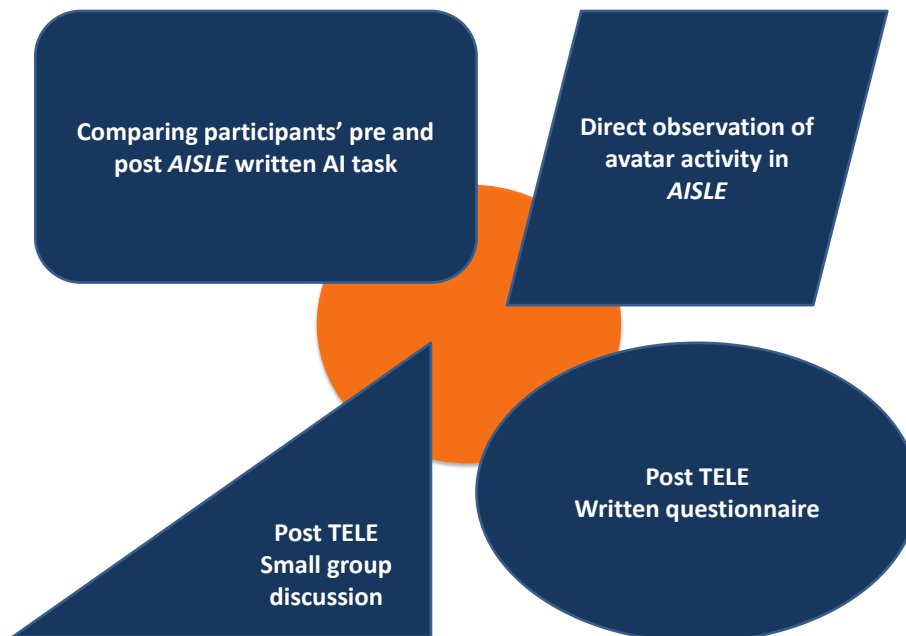 Comparing participants’ pre and
post AISLE written AI task
Direct observation of
avatar activity in
AISLE
Post TELE
Small group
discussion
Post TELE
Written questionnaire